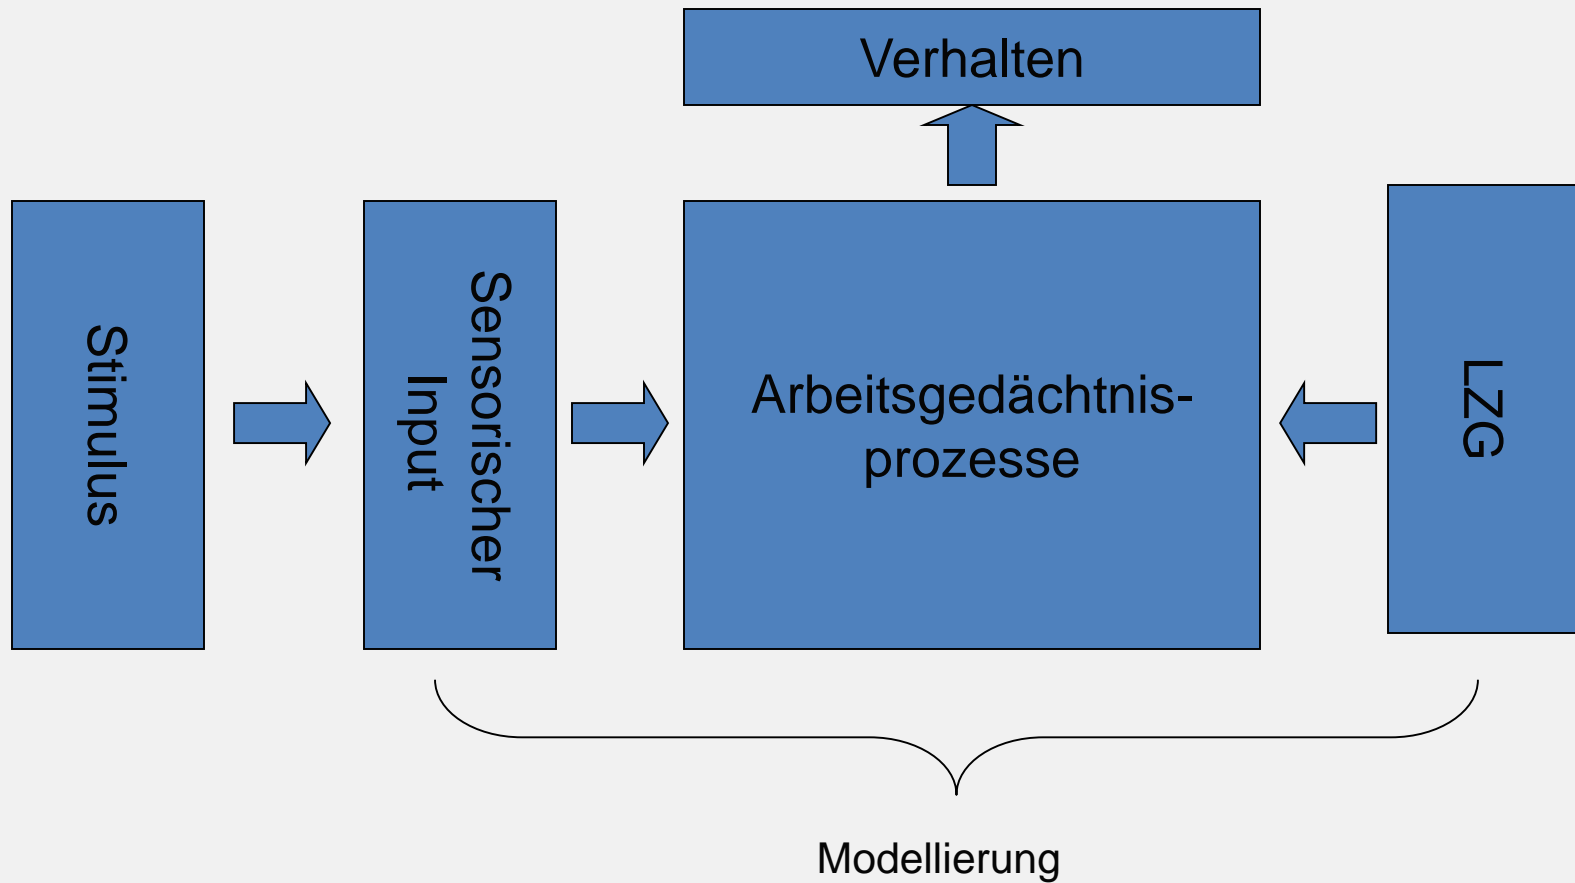 Verhalten
Stimulus
Sensorischer
Input
Arbeitsgedächtnis-
prozesse
LZG
Modellierung